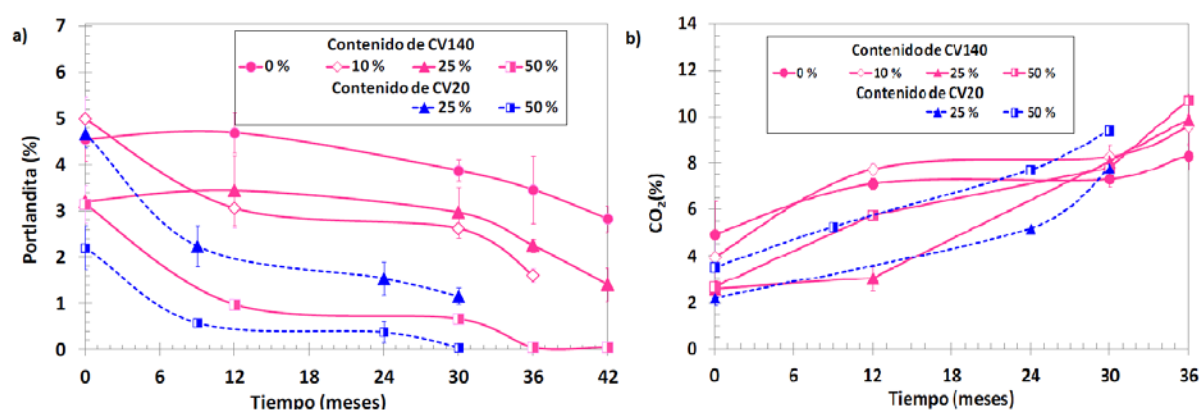 a)
Portlandita (%)
7
6
5
4
3
2
1
0
Contenido de CV140
0 % 10 % 25 % 50 %
Contenido de CV20
25 % 50 %
0 6 12 18 24 30 36 42
Tiempo (meses)
b)
CO₂(%)
14
12
10
8
6
4
2
0
Contenido de CV140
0 % 10 % 25 % 50 %
Contenido de CV20
25 % 50 %
0 6 12 18 24 30 36
Tiempo (meses)